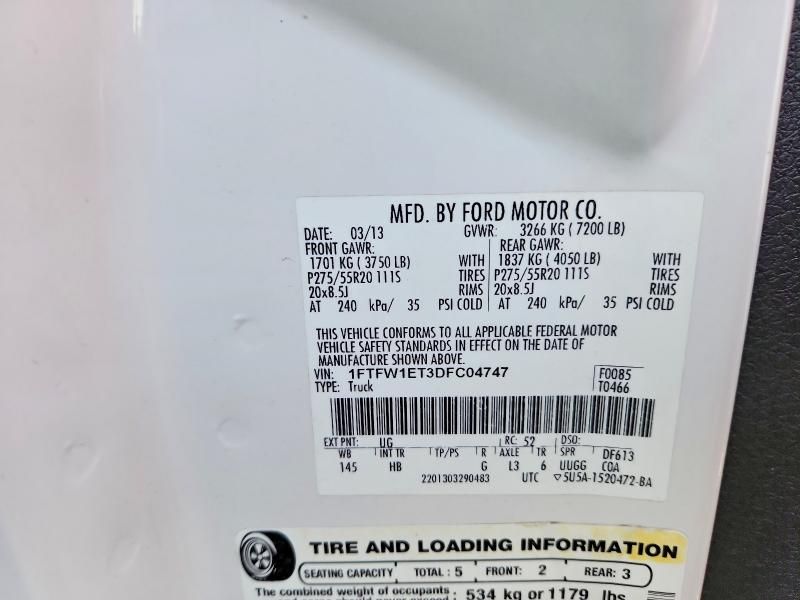 MFD. BY FORD MOTOR CO.
DATE: 03/13 GVWR: 3266 KG ( 7200 LB)
FRONT GAWR: REAR GAWR:
1701 KG ( 3750 LB) WITH 1837 KG ( 4050 LB) WITH
P275/55R20 111S TIRES P275/55R20 111S TIRES
20x8.5J RIMS 20x8.5J RIMS
AT 240 kPa/ 35 PSI COLD AT 240 kPa/ 35 PSI COLD
THIS VEHICLE CONFORMS TO ALL APPLICABLE FEDERAL MOTOR
VEHICLE SAFETY STANDARDS IN EFFECT ON THE DATE OF
MANUFACTURE SHOWN ABOVE.
VIN: 1FTFW1ET3DFC04747 F0085
TYPE: Truck T0466
EXT PNT: UG RC: 52 DSO:
WB INT TR TP/PS R AXLE TR SPR DF613
145 HB G L3 6 UUGG COA
2201303290483 UTC ▽5U5A-1520472-BA
TIRE AND LOADING INFORMATION
SEATING CAPACITY TOTAL : 5 FRONT: 2 REAR: 3
The combined weight of occupants 534 kg or 1179 lbs